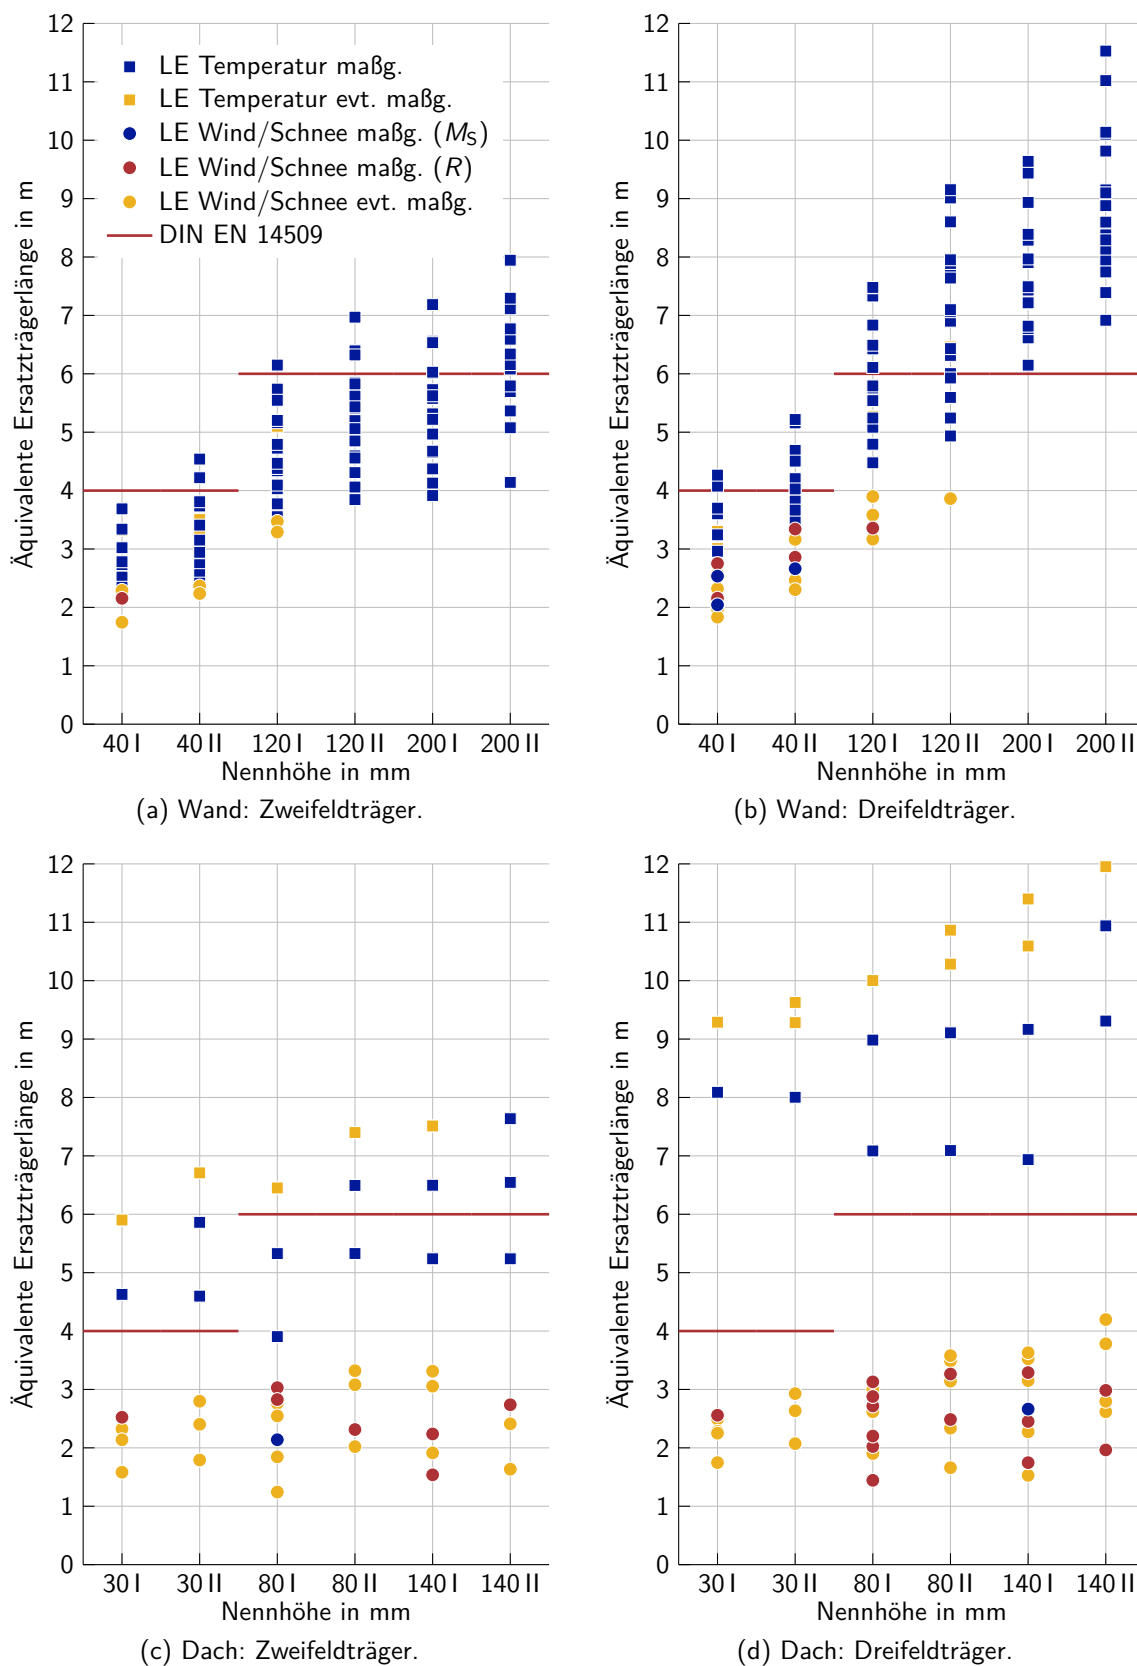 12
11
10
9
8
7
6
5
4
3
2
1
0
Äquivalente Ersatzträgerlänge in m
LE Temperatur maßg.
LE Temperatur evt. maßg.
LE Wind/Schnee maßg. (MS)
LE Wind/Schnee maßg. (R)
LE Wind/Schnee evt. maßg.
DIN EN 14509
40 I 40 II 120 I 120 II 200 I 200 II
Nennhöhe in mm
(a) Wand: Zweifeldträger.
12
11
10
9
8
7
6
5
4
3
2
1
0
Äquivalente Ersatzträgerlänge in m
40 I 40 II 120 I 120 II 200 I 200 II
Nennhöhe in mm
(b) Wand: Dreifeldträger.
12
11
10
9
8
7
6
5
4
3
2
1
0
Äquivalente Ersatzträgerlänge in m
30 I 30 II 80 I 80 II 140 I 140 II
Nennhöhe in mm
(c) Dach: Zweifeldträger.
12
11
10
9
8
7
6
5
4
3
2
1
0
Äquivalente Ersatzträgerlänge in m
30 I 30 II 80 I 80 II 140 I 140 II
Nennhöhe in mm
(d) Dach: Dreifeldträger.